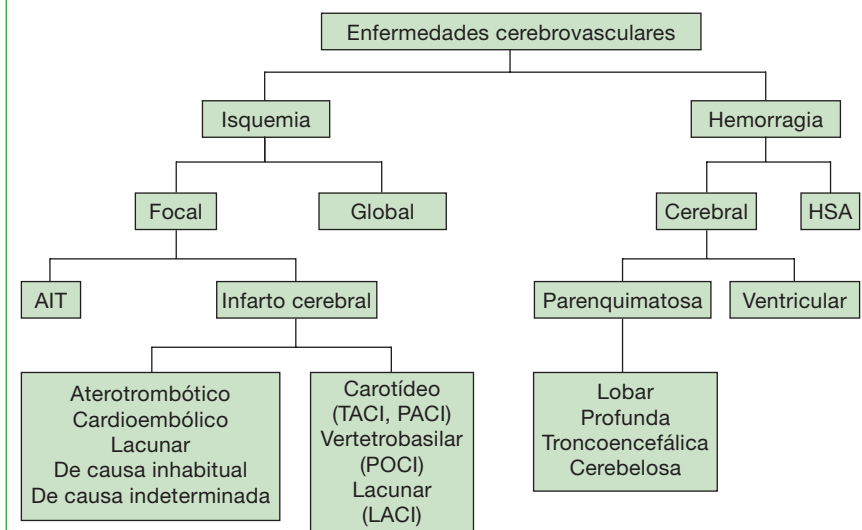 Enfermedades cerebrovasculares
Isquemia
Hemorragia
Focal
Global
Cerebral
HSA
AIT
Infarto cerebral
Parenquimatosa
Ventricular
Aterotrombótico
Cardioembólico
Lacunar
De causa inhabitual
De causa indeterminada
Carotídeo
(TACI, PACI)
Vertetrobasilar
(POCI)
Lacunar
(LACI)
Lobar
Profunda
Troncoencefálica
Cerebelosa